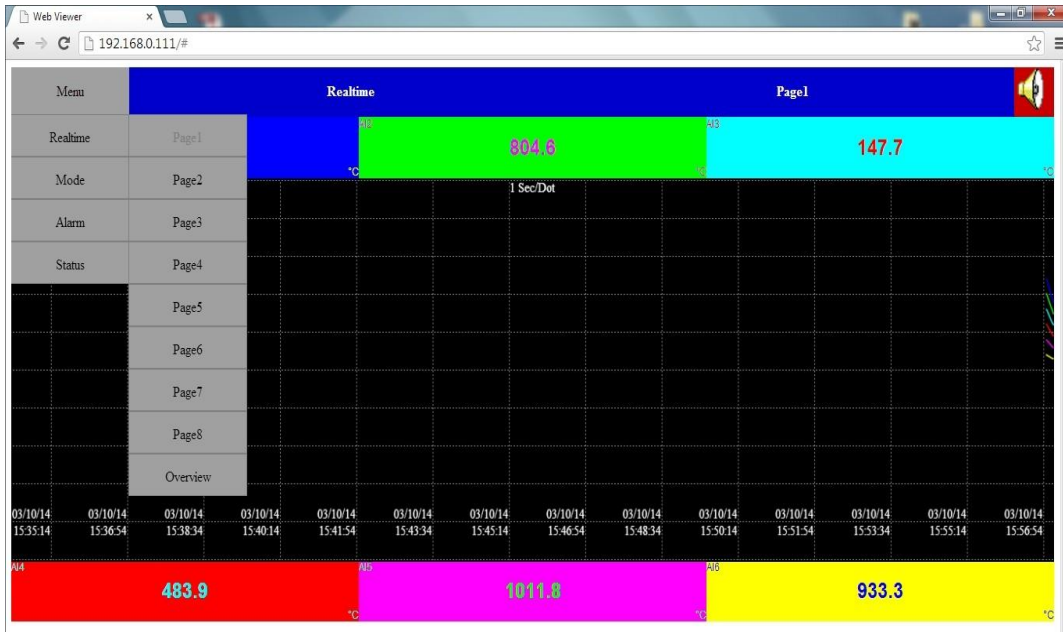 Web Viewer
192.168.0.111/#
Menu
Realtime
Page1
Realtime
Page1
AI2
804.6
°C
AI3
147.7
°C
°C
Mode
Page2
1 Sec/Dot
Alarm
Page3
Status
Page4
Page5
Page6
Page7
Page8
Overview
03/10/14 03/10/14 03/10/14 03/10/14 03/10/14 03/10/14 03/10/14 03/10/14 03/10/14 03/10/14 03/10/14 03/10/14 03/10/14 03/10/14
15:35:14 15:36:54 15:38:34 15:40:14 15:41:54 15:43:34 15:45:14 15:46:54 15:48:34 15:50:14 15:51:54 15:53:34 15:55:14 15:56:54
AI4
483.9
°C
AI5
1011.8
°C
AI6
933.3
°C